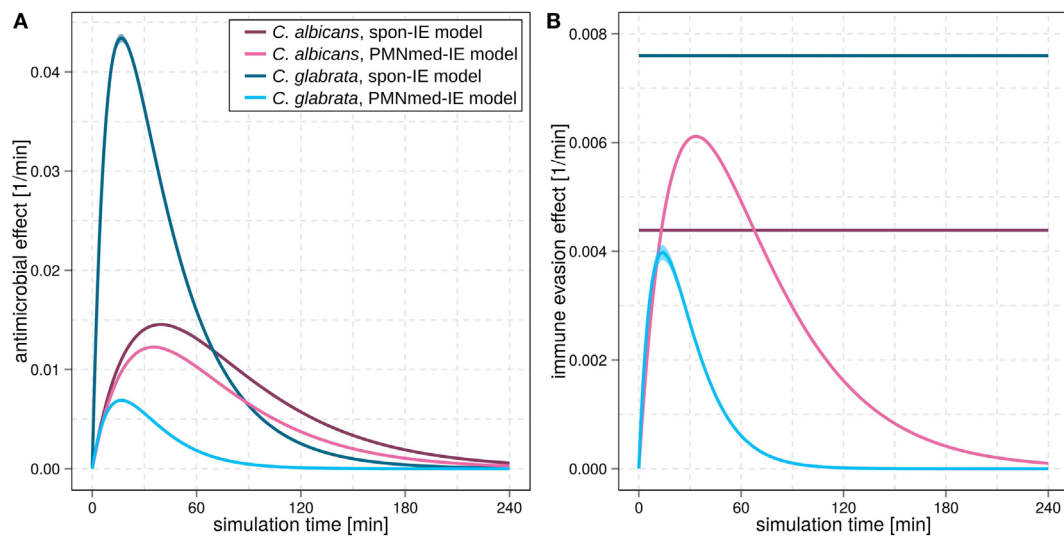 A
antimicrobial effect [1/min]
0.04
0.03
0.02
0.01
0.00
C. albicans, spon-IE model
C. albicans, PMNmed-IE model
C. glabrata, spon-IE model
C. glabrata, PMNmed-IE model
0 60 120 180 240
simulation time [min]
B
immune evasion effect [1/min]
0.008
0.006
0.004
0.002
0.000
0 60 120 180 240
simulation time [min]